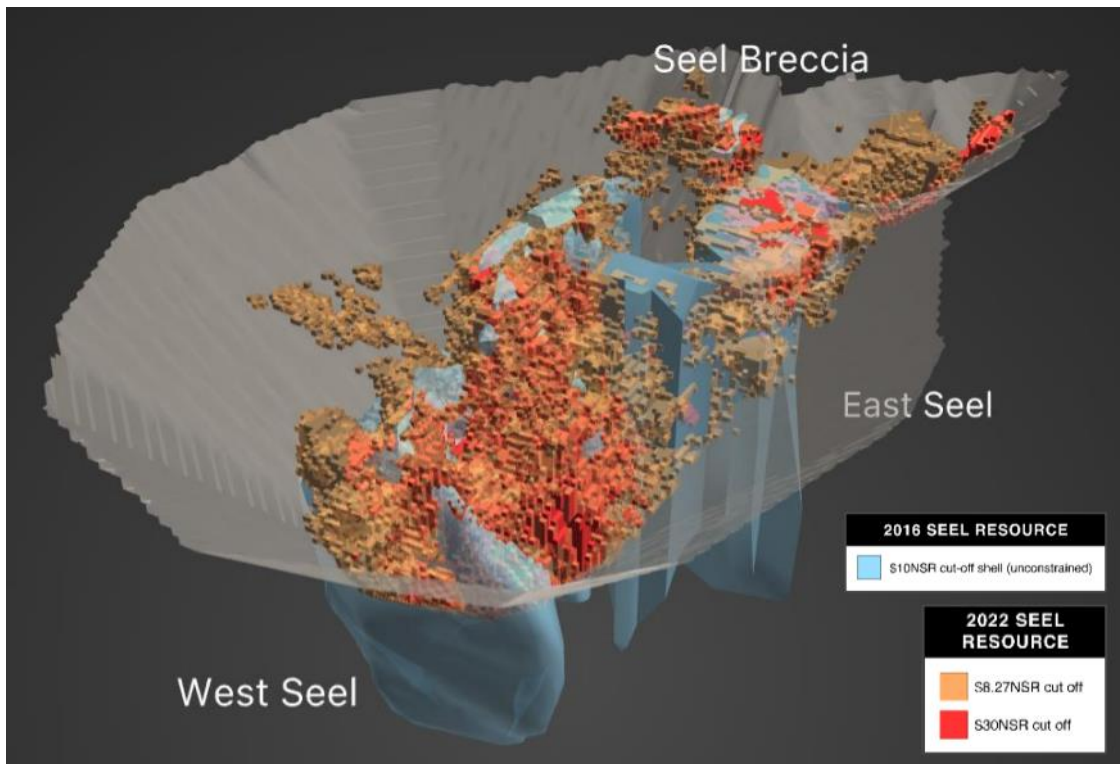 Seel Breccia
East Seel
West Seel
2016 SEEL RESOURCE
$10NSR cut-off shell (unconstrained)
2022 SEEL
RESOURCE
$8.27NSR cut off
$30NSR cut off